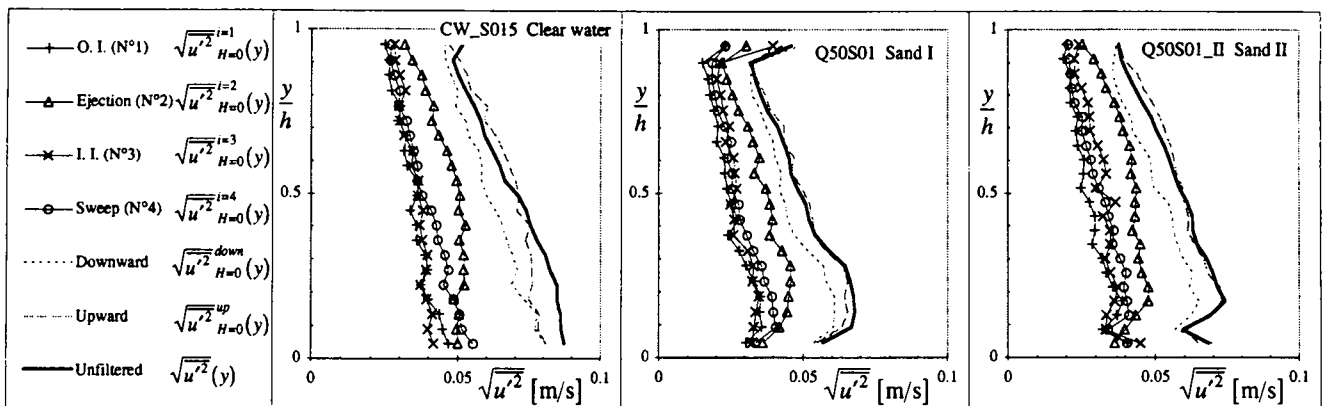 O. I. (N°1) √u'² i=1 H=0 (y)
Ejection (N°2) √u'² i=2 H=0 (y)
I. I. (N°3) √u'² i=3 H=0 (y)
Sweep (N°4) √u'² i=4 H=0 (y)
Downward √u'² down H=0 (y)
Upward √u'² up H=0 (y)
Unfiltered √u'² (y)
CW_S015 Clear water
1
y/h
0.5
0
0 0.05 0.1
√u'² [m/s]
Q50S01 Sand I
1
y/h
0.5
0
0 0.05 0.1
√u'² [m/s]
Q50S01_II Sand II
1
y/h
0.5
0
0 0.05 0.1
√u'² [m/s]